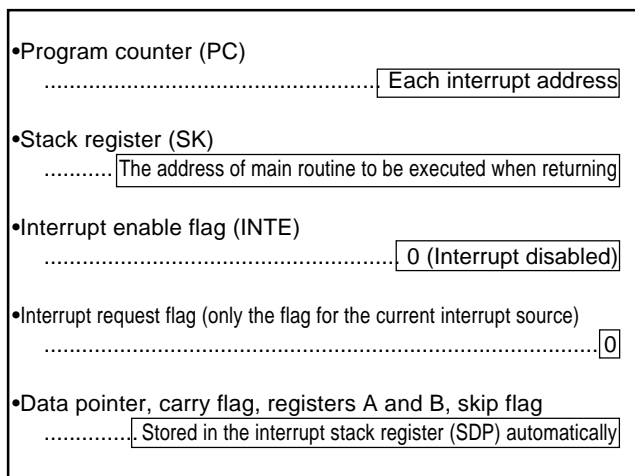 •Program counter (PC)
..................................................... Each interrupt address
•Stack register (SK)
........... The address of main routine to be executed when returning
•Interrupt enable flag (INTE)
........................................................ 0 (Interrupt disabled)
•Interrupt request flag (only the flag for the current interrupt source)
....................................................................................... 0
•Data pointer, carry flag, registers A and B, skip flag
.............. Stored in the interrupt stack register (SDP) automatically